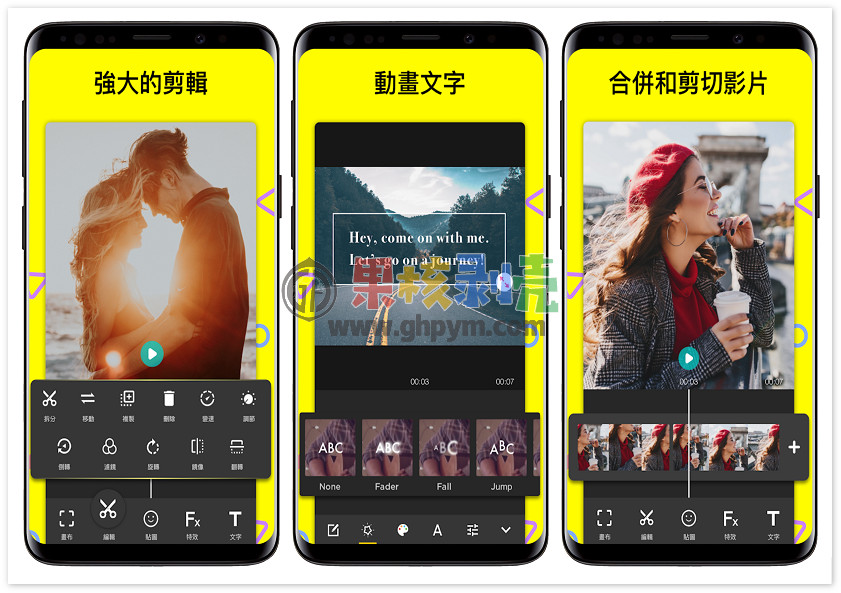 強大的剪輯
拆分 移動 複製 刪除 變速 調節
倒轉 濾鏡 旋轉 鏡像 翻轉
畫布 編輯 貼圖 特效 文字
Fx T
動畫文字
Hey, come on with me.
Let's go on a journey!
00:03 00:07
ABC ABC ABC ABC
None Fader Fall Jump
A
合併和剪切影片
00:03 00:07
Fx T
畫布 編輯 貼圖 特效 文字
果核剥壳
www.ghpym.com